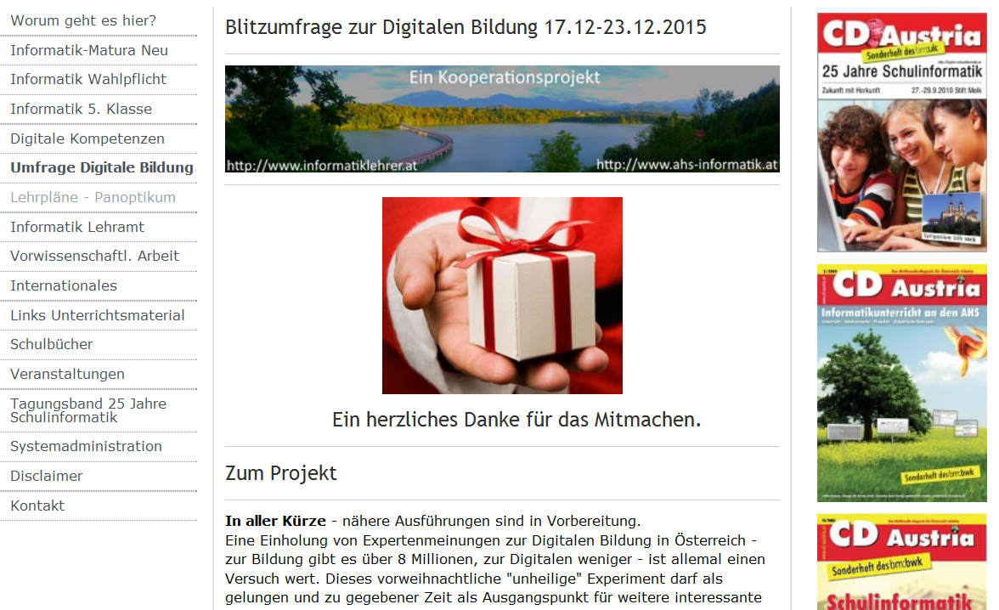 Worum geht es hier?
Informatik-Matura Neu
Informatik Wahlpflicht
Informatik 5. Klasse
Digitale Kompetenzen
Umfrage Digitale Bildung
Lehrpläne - Panoptikum
Informatik Lehramt
Vorwissenschaftl. Arbeit
Internationales
Links Unterrichtsmaterial
Schulbücher
Veranstaltungen
Tagungsband 25 Jahre
Schulinformatik
Systemadministration
Disclaimer
Kontakt
Blitzumfrage zur Digitalen Bildung 17.12-23.12.2015
Ein Kooperationsprojekt
http://www.informatiklehrer.at
http://www.ahs-informatik.at
Ein herzliches Danke für das Mitmachen.
Zum Projekt
In aller Kürze - nähere Ausführungen sind in Vorbereitung.
Eine Einholung von Expertenmeinungen zur Digitalen Bildung in Österreich -
zur Bildung gibt es über 8 Millionen, zur Digitalen weniger - ist allemal einen
Versuch wert. Dieses vorweihnachtliche "unheilige" Experiment darf als
gelungen und zu gegebener Zeit als Ausgangspunkt für weitere interessante
CD Austria
Sonderheft des bm:uk
25 Jahre Schulinformatik
Zukunft mit Herkunft
27.-29.9.2010 Stift Melk
Symposium Stift Melk
CD Austria
Informatikunterricht an den AHS
Sonderheft des bm:bwk
CD Austria
Sonderheft des bm:bwk
Schulinformatik